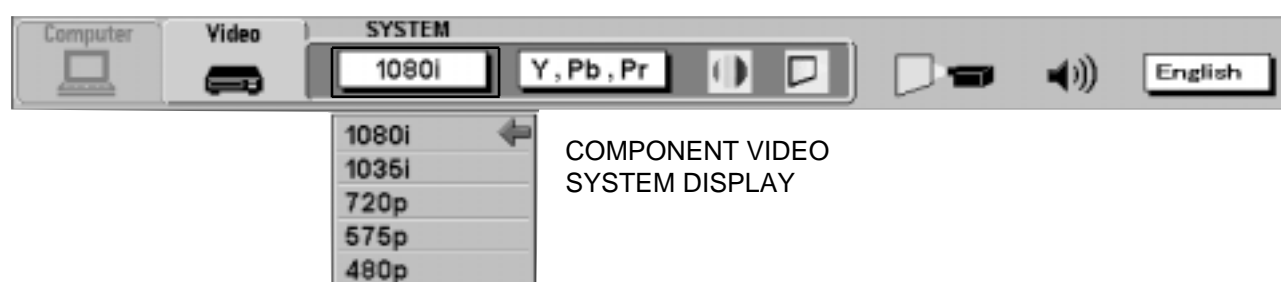 Computer Video SYSTEM
1080i Y , Pb , Pr English
1080i
1035i
720p
575p
480p
COMPONENT VIDEO
SYSTEM DISPLAY